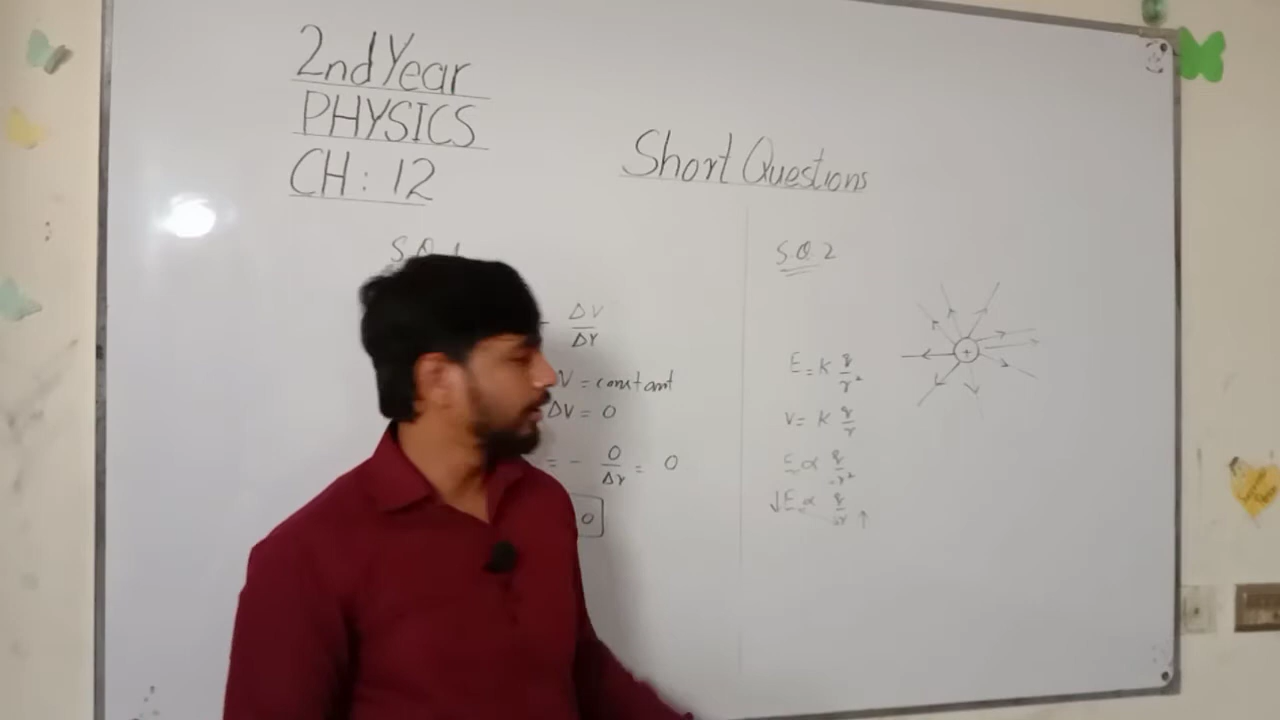 2nd Year
PHYSICS
CH: 12
Short Questions
S.Q.1
ΔV
Δr
V = constant
ΔV = 0
= - 0/Δr = 0
0
S.Q. 2
E = K q/r²
V = K q/r
E ∝ q/r²
↓E ∝ q/r ↑
+